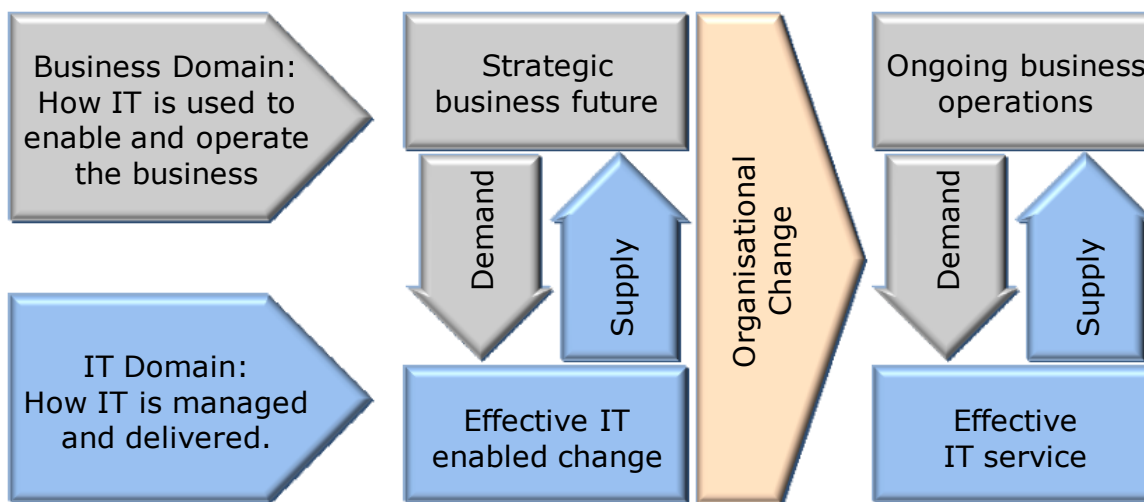 Business Domain:
How IT is used to
enable and operate
the business
IT Domain:
How IT is managed
and delivered.
Strategic
business future
Demand
Supply
Effective IT
enabled change
Organisational
Change
Ongoing business
operations
Demand
Supply
Effective
IT service